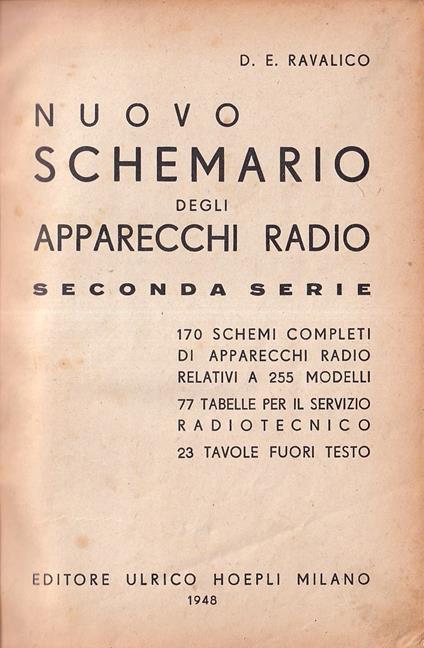 D. E. RAVALICO
NUOVO
SCHEMARIO
DEGLI
APPARECCHI RADIO
SECONDA SERIE
170 SCHEMI COMPLETI
DI APPARECCHI RADIO
RELATIVI A 255 MODELLI
77 TABELLE PER IL SERVIZIO
RADIOTECNICO
23 TAVOLE FUORI TESTO
EDITORE ULRICO HOEPLI MILANO
1948